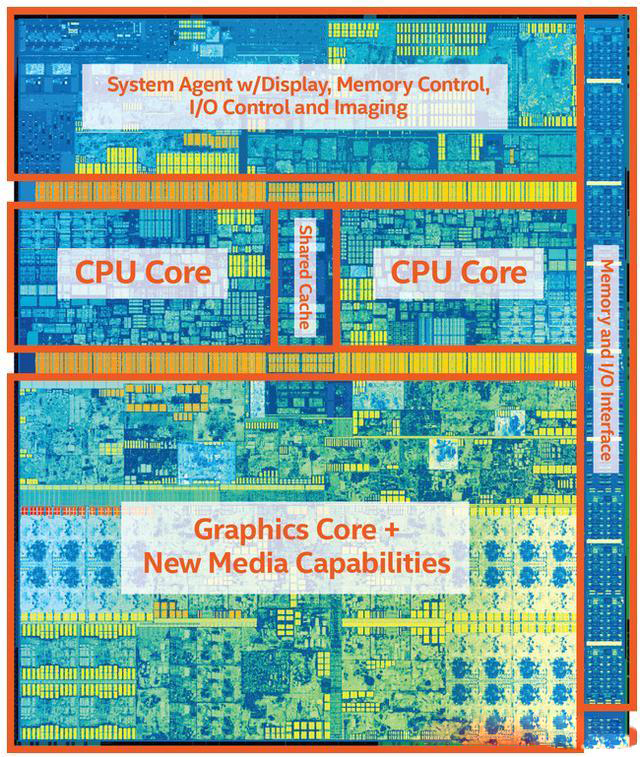 System Agent w/Display, Memory Control,
I/O Control and Imaging
CPU Core
Shared Cache
CPU Core
Memory and I/O Interface
Graphics Core +
New Media Capabilities